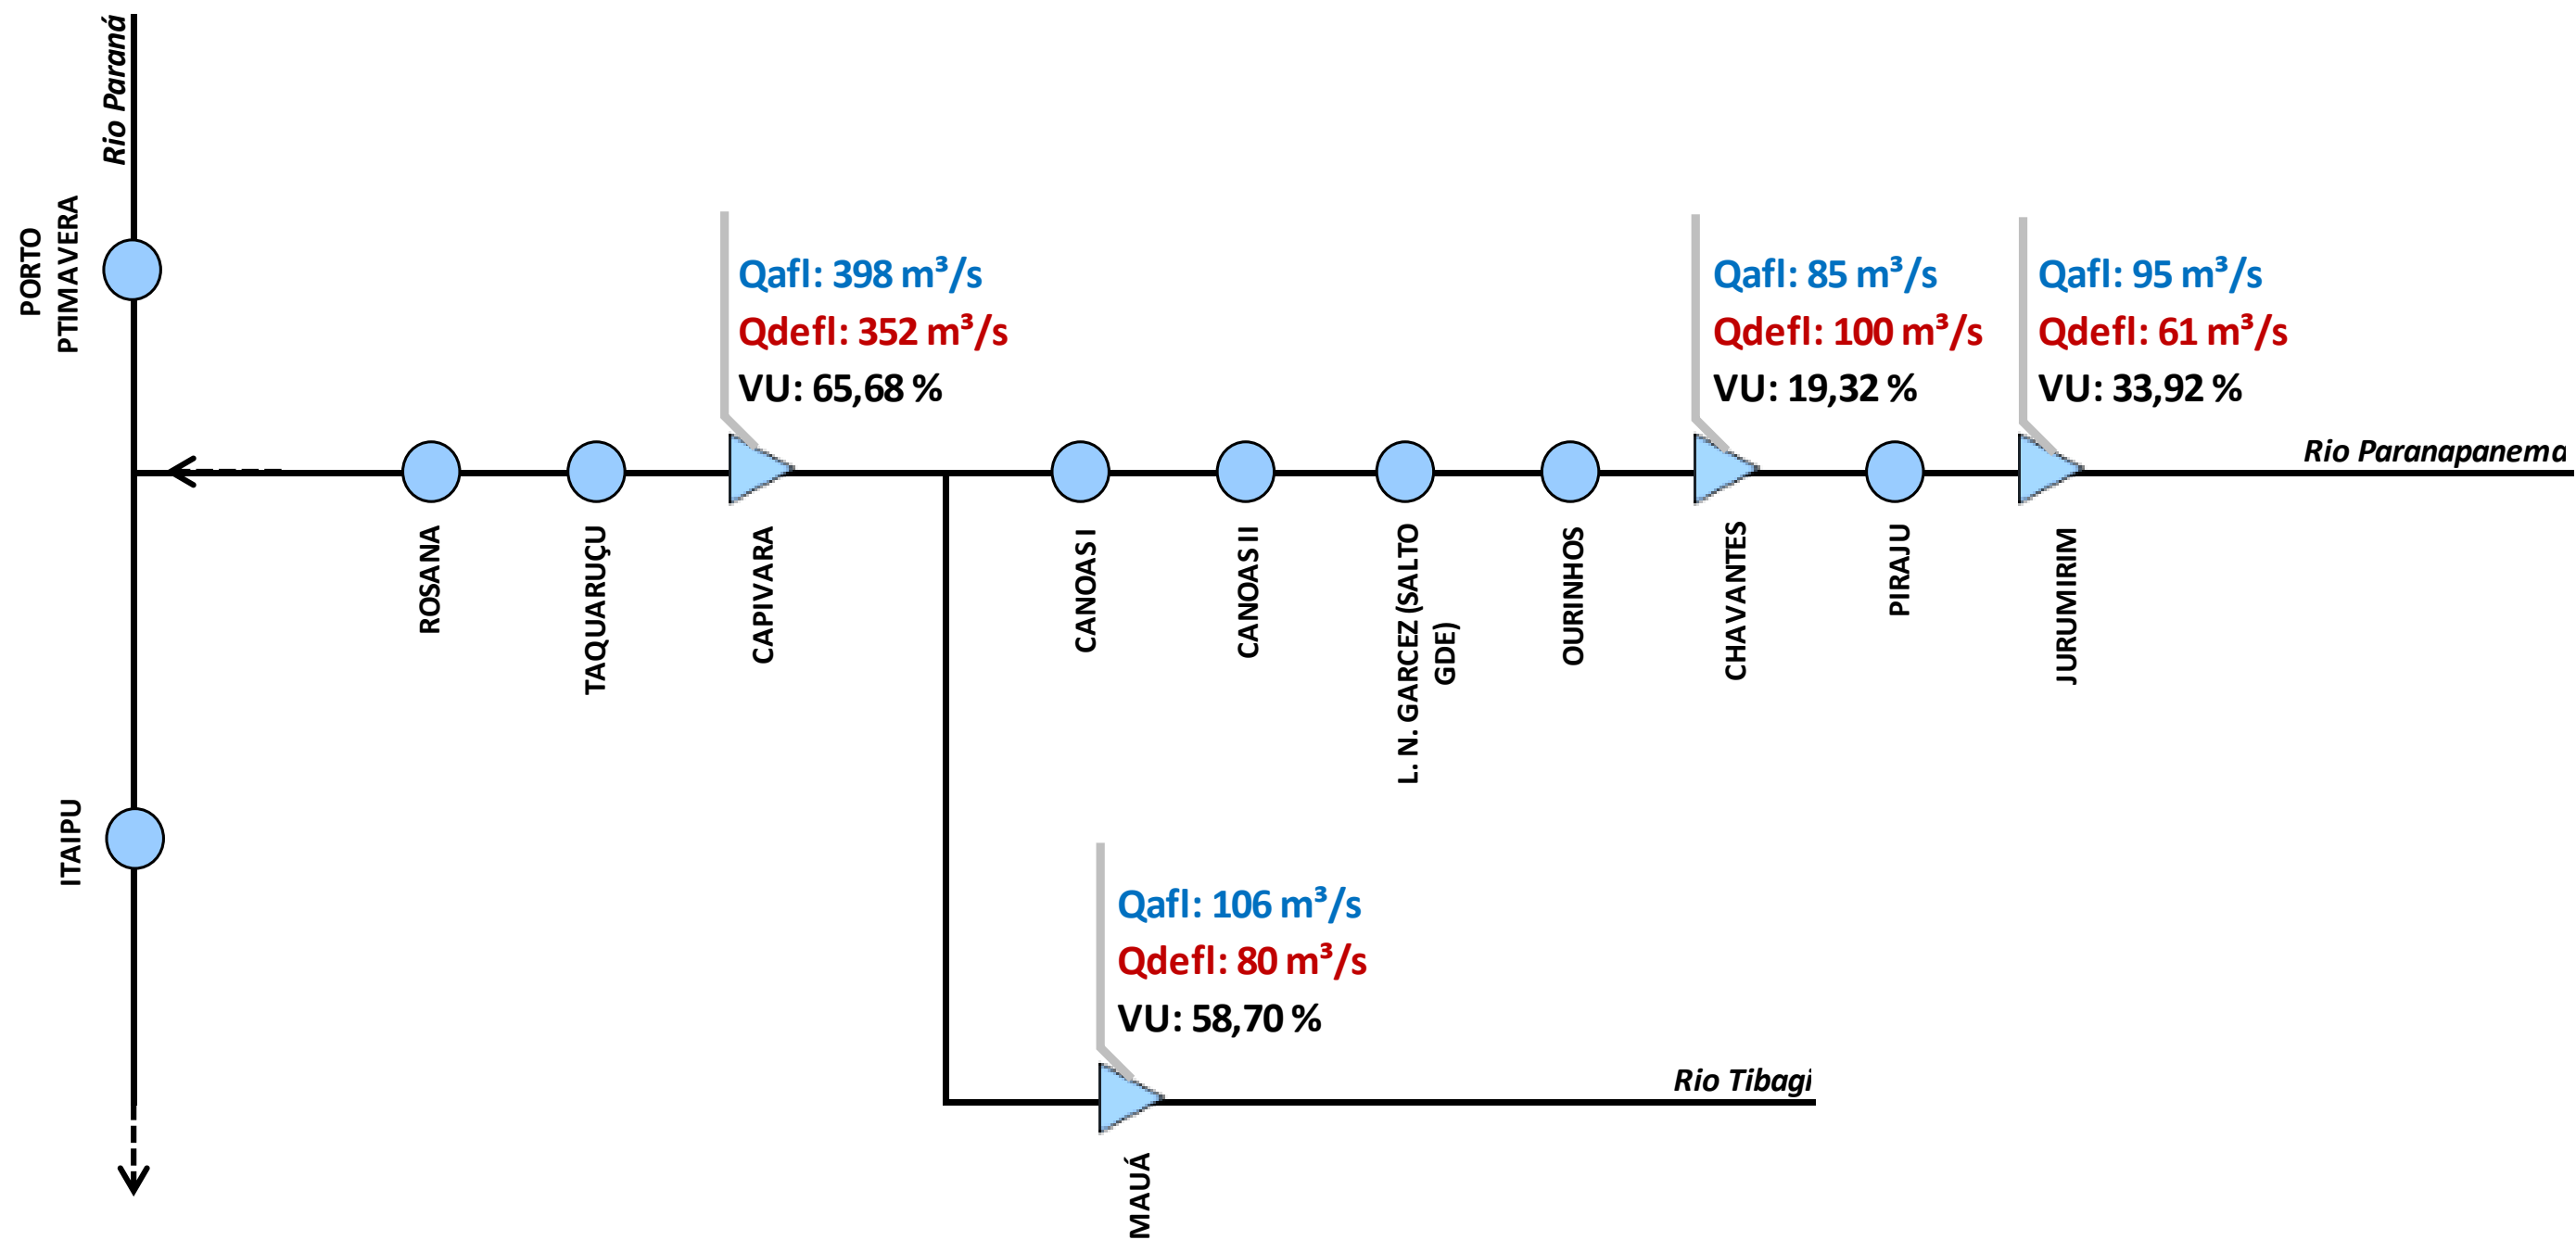 Rio Paraná
PORTO
PTIMAVERA
Qafl: 398 m³/s
Qdefl: 352 m³/s
VU: 65,68 %
Qafl: 85 m³/s
Qdefl: 100 m³/s
VU: 19,32 %
Qafl: 95 m³/s
Qdefl: 61 m³/s
VU: 33,92 %
Rio Paranapanema
ROSANA
TAQUARUÇU
CAPIVARA
CANOAS I
CANOAS II
L. N. GARCEZ (SALTO
GDE)
OURINHOS
CHAVANTES
PIRAJU
JURUMIRIM
ITAIPU
Qafl: 106 m³/s
Qdefl: 80 m³/s
VU: 58,70 %
Rio Tibagi
MAUÁ